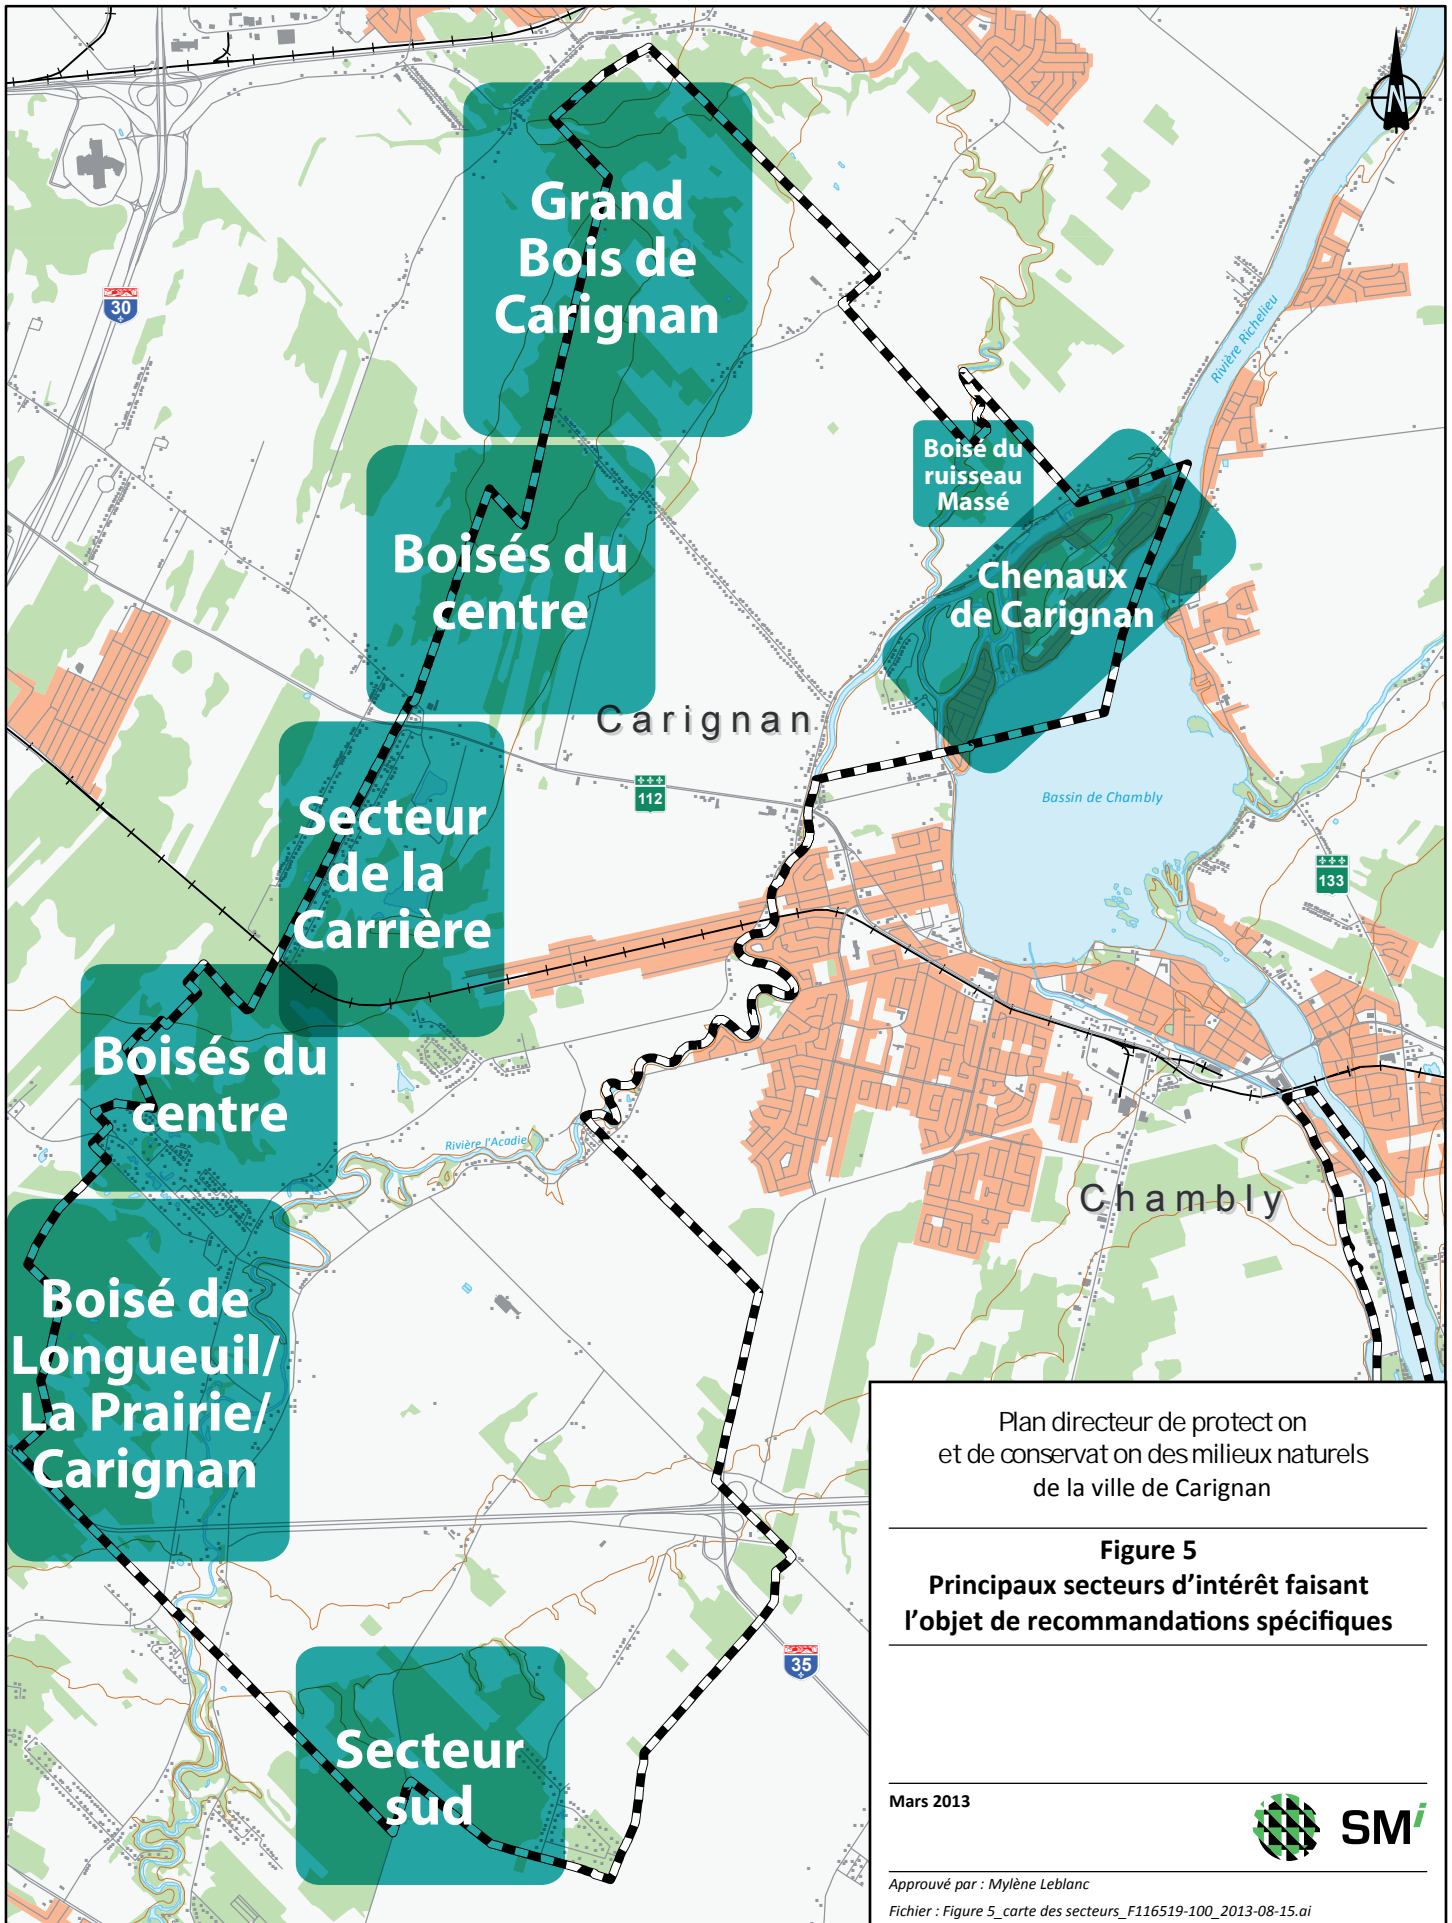 N
Grand
Bois de
Carignan
30
Rivière Richelieu
Boisé du
ruisseau
Massé
Boisés du
centre
Chenaux
de Carignan
Carignan
112
Bassin de Chambly
133
Secteur
de la
Carrière
Boisés du
centre
Rivière l'Acadie
Chambly
Boisé de
Longueuil/
La Prairie/
Carignan
35
Secteur
sud
Plan directeur de protect on
et de conservat on des milieux naturels
de la ville de Carignan
Figure 5
Principaux secteurs d'intérêt faisant
l'objet de recommandations spécifiques
Mars 2013
SMi
Approuvé par : Mylène Leblanc
Fichier : Figure 5_carte des secteurs_F116519-100_2013-08-15.ai